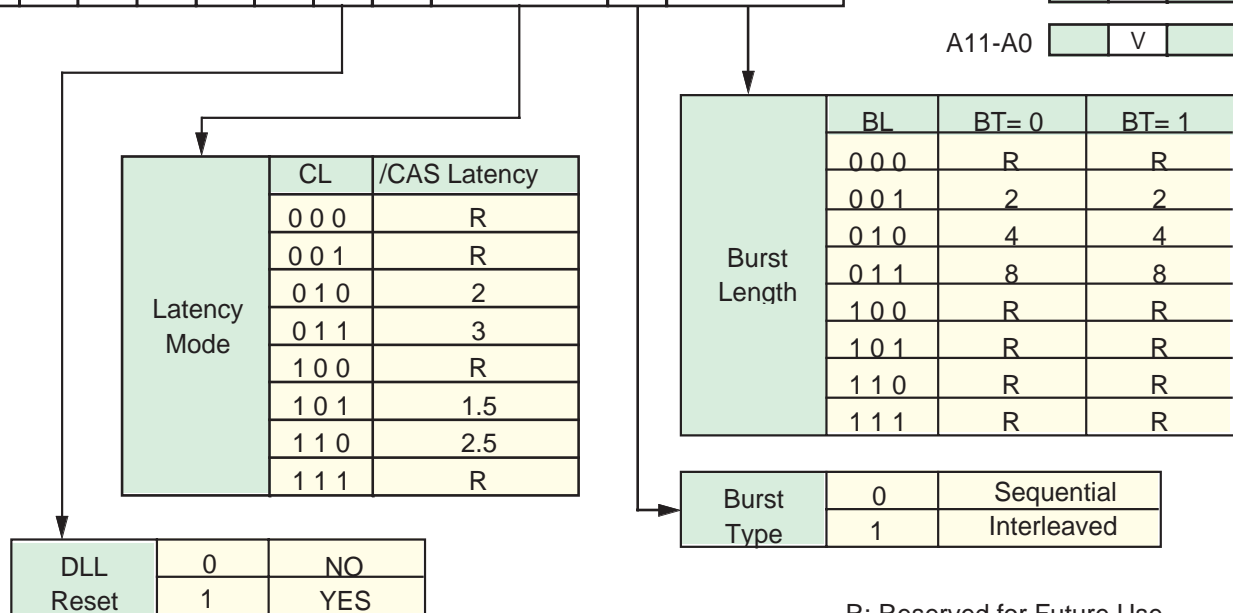 A11-A0 V
BL BT= 0 BT= 1
0 0 0 R R
0 0 1 2 2
0 1 0 4 4
0 1 1 8 8
1 0 0 R R
1 0 1 R R
1 1 0 R R
1 1 1 R R
Burst
Length
CL /CAS Latency
0 0 0 R
0 0 1 R
0 1 0 2
0 1 1 3
1 0 0 R
1 0 1 1.5
1 1 0 2.5
1 1 1 R
Latency
Mode
Burst
Type
0 Sequential
1 Interleaved
DLL
Reset
0 NO
1 YES
R: Reserved for Future Use